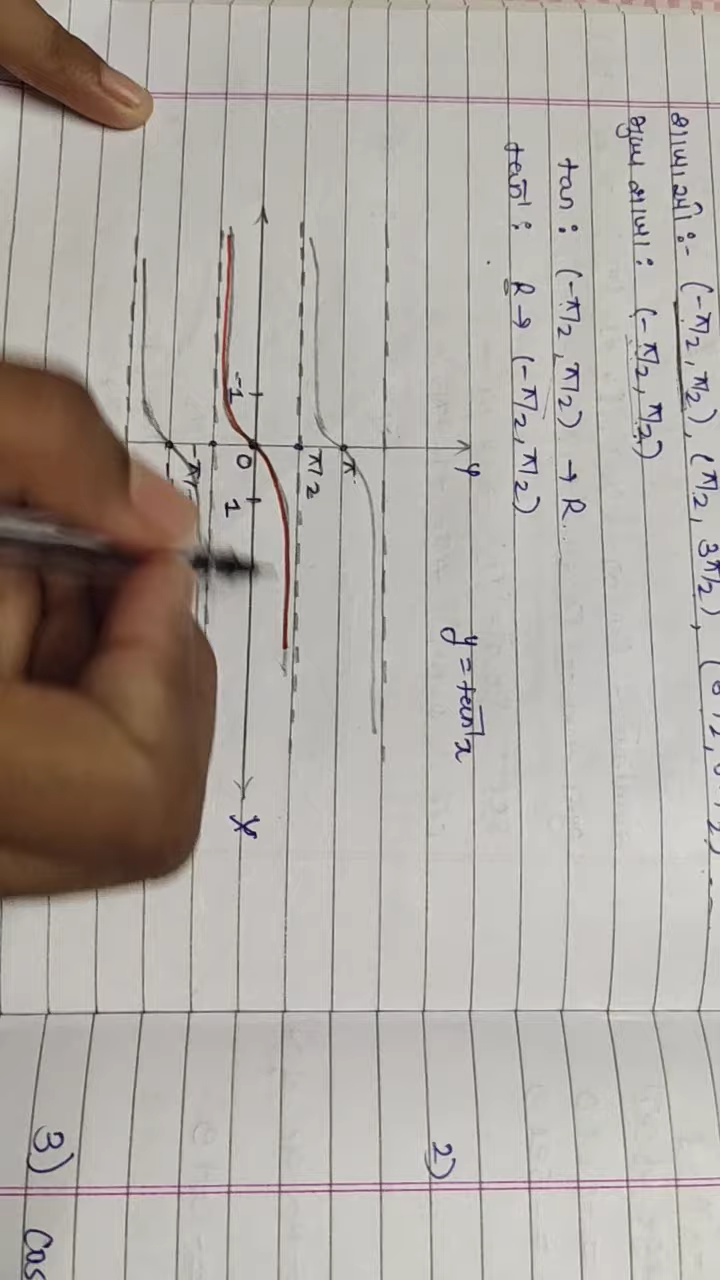 शाखाएँ :- (-π/2, π/2), (π/2, 3π/2),
मुख्य शाखा : (-π/2, π/2)
tan : (-π/2, π/2) → R
tan⁻¹ : R → (-π/2, π/2)
y = tan⁻¹x
y
π
π/2
-1 0 1
x
-π
2)
3) Cos